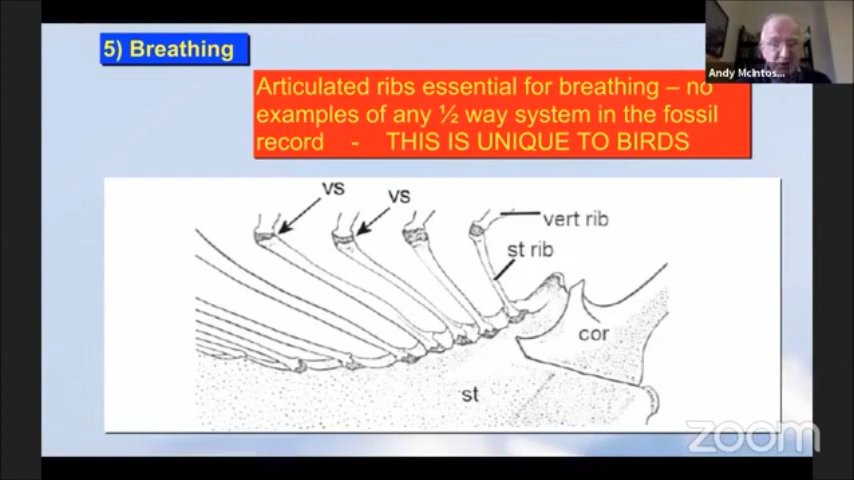 5) Breathing
Andy McIntos...
Articulated ribs essential for breathing – no
examples of any ½ way system in the fossil
record - THIS IS UNIQUE TO BIRDS
vs
vs
vert rib
st rib
cor
st
zoom